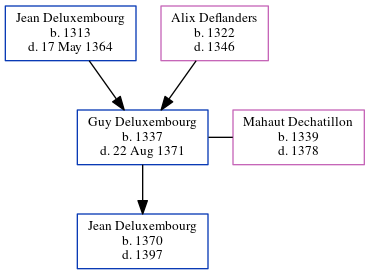 Jean Deluxembourg
b. 1313
d. 17 May 1364
Alix Deflanders
b. 1322
d. 1346
Guy Deluxembourg
b. 1337
d. 22 Aug 1371
Mahaut Dechatillon
b. 1339
d. 1378
Jean Deluxembourg
b. 1370
d. 1397